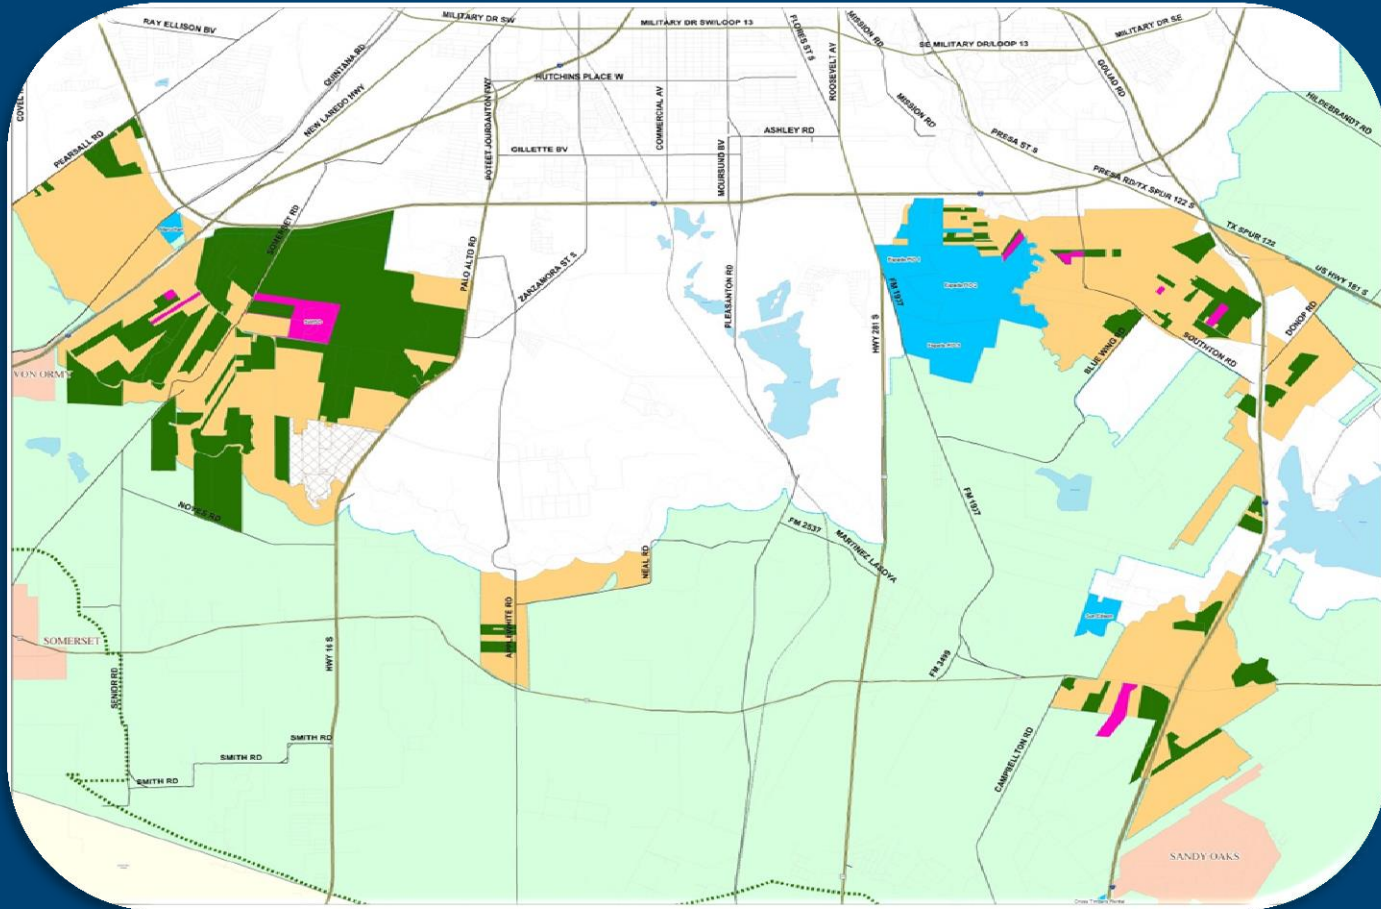 RAY ELLISON BV
MILITARY DR SW
MILITARY DR SW/LOOP 13
FLORES ST S
MISSION RD
ROOSEVELT AV
SE MILITARY DR/LOOP 13
MILITARY DR SE
GOLIAD RD
HILDEBRANDT RD
QUINTANA RD
NEW LAREDO HWY
POTEET JOURDANTON FWY
HUTCHINS PLACE W
COMMERCIAL AV
MISSION RD
PEARSALL RD
GILLETTE BV
MOURSUND BV
ASHLEY RD
PRESA ST S
PRESA RD/TX SPUR 122 S
TX SPUR 122
US HWY 181 S
SOMERSET RD
PALO ALTO RD
ZARZAMORA ST S
PLEASANTON RD
FM 1937
HWY 281 S
BLUE WING RD
SOUTHTON RD
DONOP RD
VON ORMY
NOYES RD
FM 2537
MARTINEZ LASOYA
FM 1937
NEAL RD
APPLEWHITE RD
SOMERSET
HWY 16 S
SENIOR RD
FM 3499
SMITH RD
SMITH RD
SMITH RD
CAMPBELLTON RD
SANDY OAKS